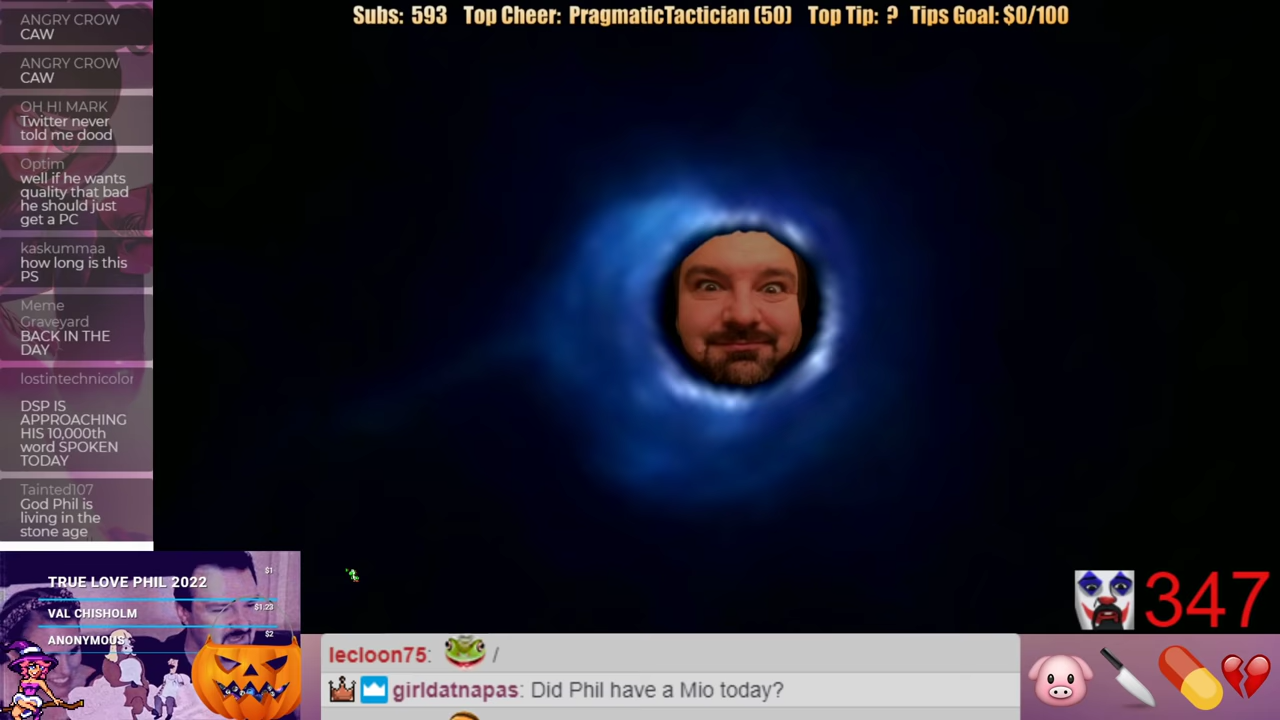 Subs: 593 Top Cheer: PragmaticTactician (50) Top Tip: ? Tips Goal: $0/100
ANGRY CROW
CAW
ANGRY CROW
CAW
OH HI MARK
Twitter never
told me dood
Optim
well if he wants
quality that bad
he should just
get a PC
kaskummaa
how long is this
PS
Meme
Graveyard
BACK IN THE
DAY
lostintechnicolor
DSP IS
APPROACHING
HIS 10,000th
word SPOKEN
TODAY
Tainted107
God Phil is
living in the
stone age
TRUE LOVE PHIL 2022 $1
VAL CHISHOLM $1.23
ANONYMOUS $2
347
lecloon75: /
girldatnapas: Did Phil have a Mio today?